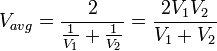 V_{avg} = \frac{2}{\frac{1}{V_1} + \frac{1}{V_2}} = \frac{2V_1V_2}{V_1 + V_2}